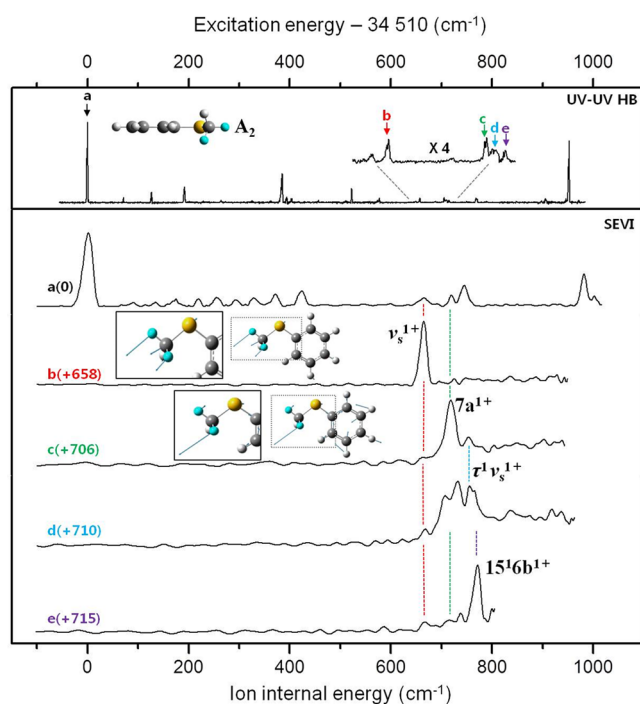 Excitation energy – 34 510 (cm⁻¹)
0 200 400 600 800 1000
UV-UV HB
a
A₂
b
X 4
c
d
e
SEVI
a(0)
νₛ¹⁺
b(+658)
7a¹⁺
c(+706)
τ¹νₛ¹⁺
d(+710)
15¹6b¹⁺
e(+715)
0 200 400 600 800 1000
Ion internal energy (cm⁻¹)